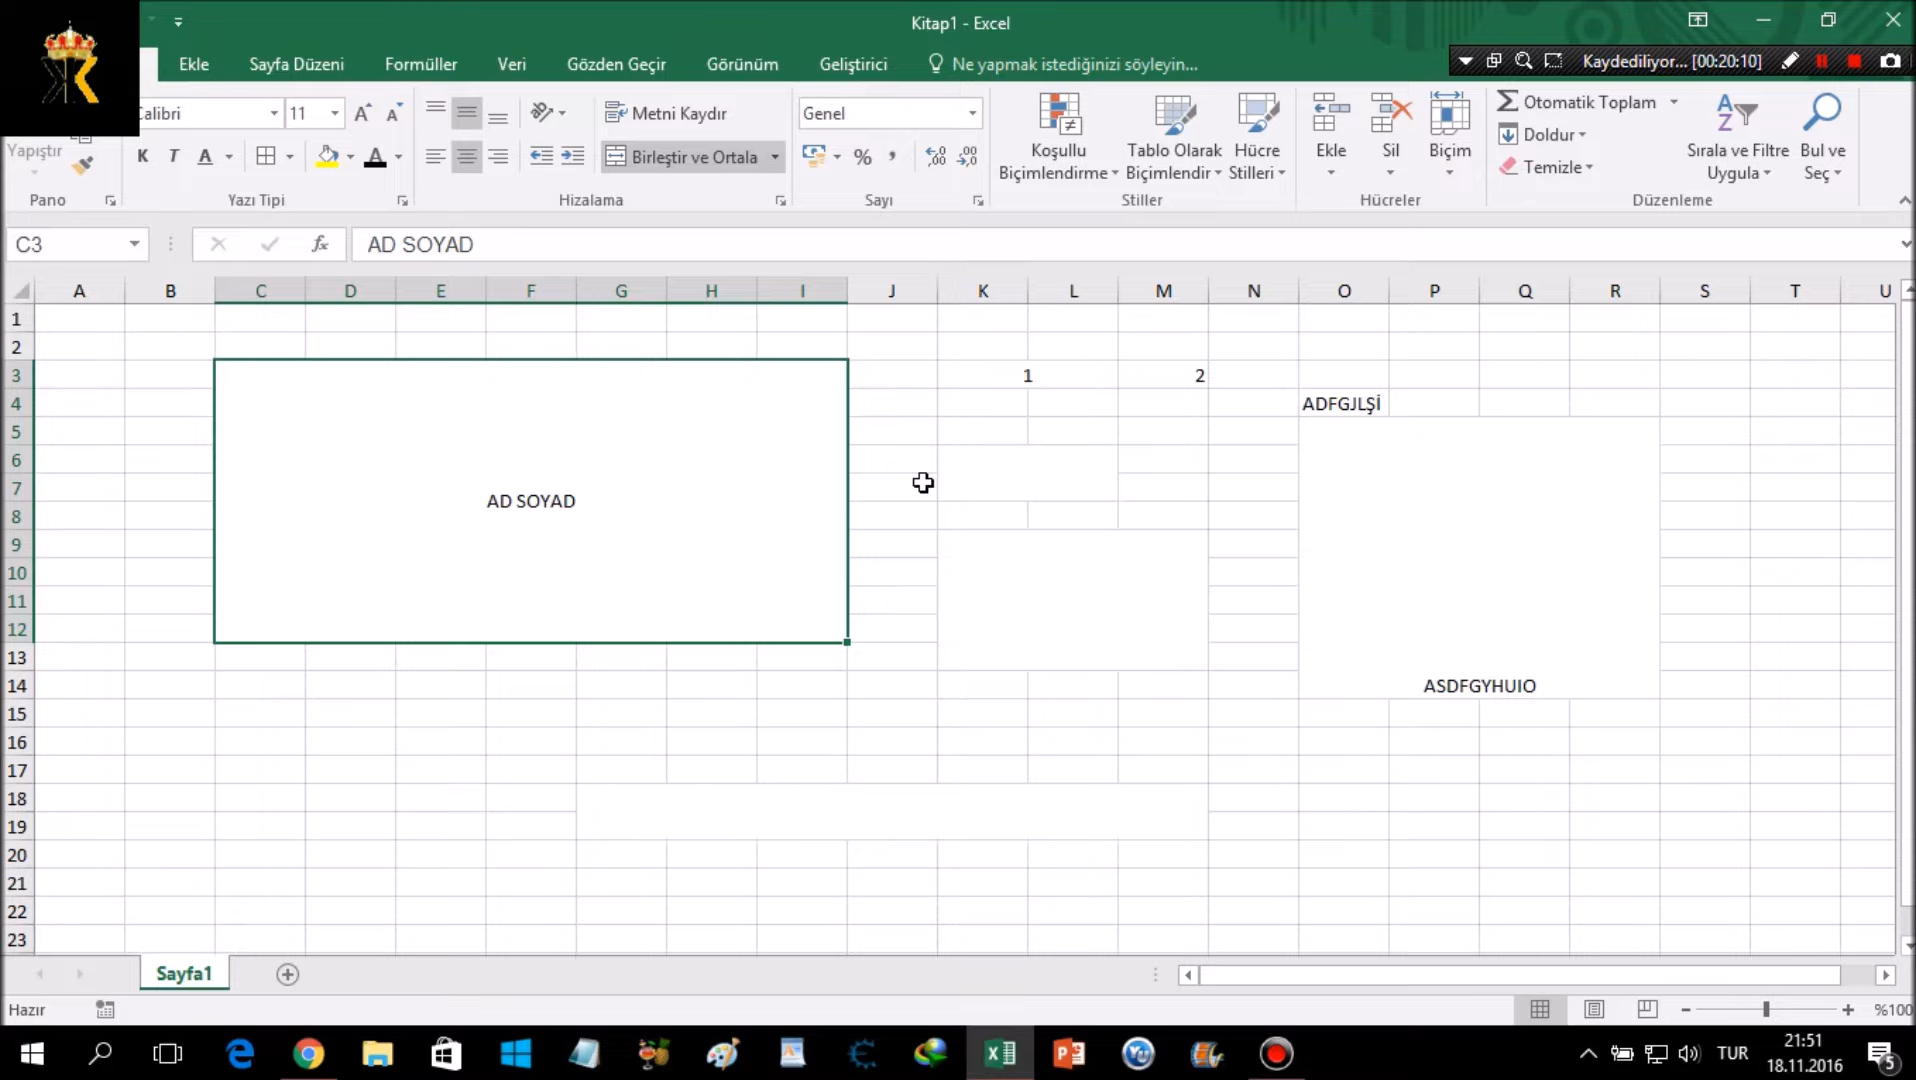 Kitap1 - Excel
Ekle Sayfa Düzeni Formüller Veri Gözden Geçir Görünüm Geliştirici Ne yapmak istediğinizi söyleyin...
Kaydediliyor... [00:20:10]
Calibri 11 Metni Kaydır Genel
Otomatik Toplam
Doldur
Temizle
Yapıştır
K T A Birleştir ve Ortala
Koşullu Biçimlendirme
Tablo Olarak Biçimlendir
Hücre Stilleri
Ekle Sil Biçim
Sırala ve Filtre Uygula
Bul ve Seç
Pano Yazı Tipi Hizalama Sayı Stiller Hücreler Düzenleme
C3 fx AD SOYAD
A B C D E F G H I J K L M N O P Q R S T U
1
2
3 1 2
4 ADFGJLŞİ
5
6
7
8 AD SOYAD
9
10
11
12
13
14 ASDFGYHUIO
15
16
17
18
19
20
21
22
23
Sayfa1
Hazır %100
TUR 21:51
18.11.2016 5